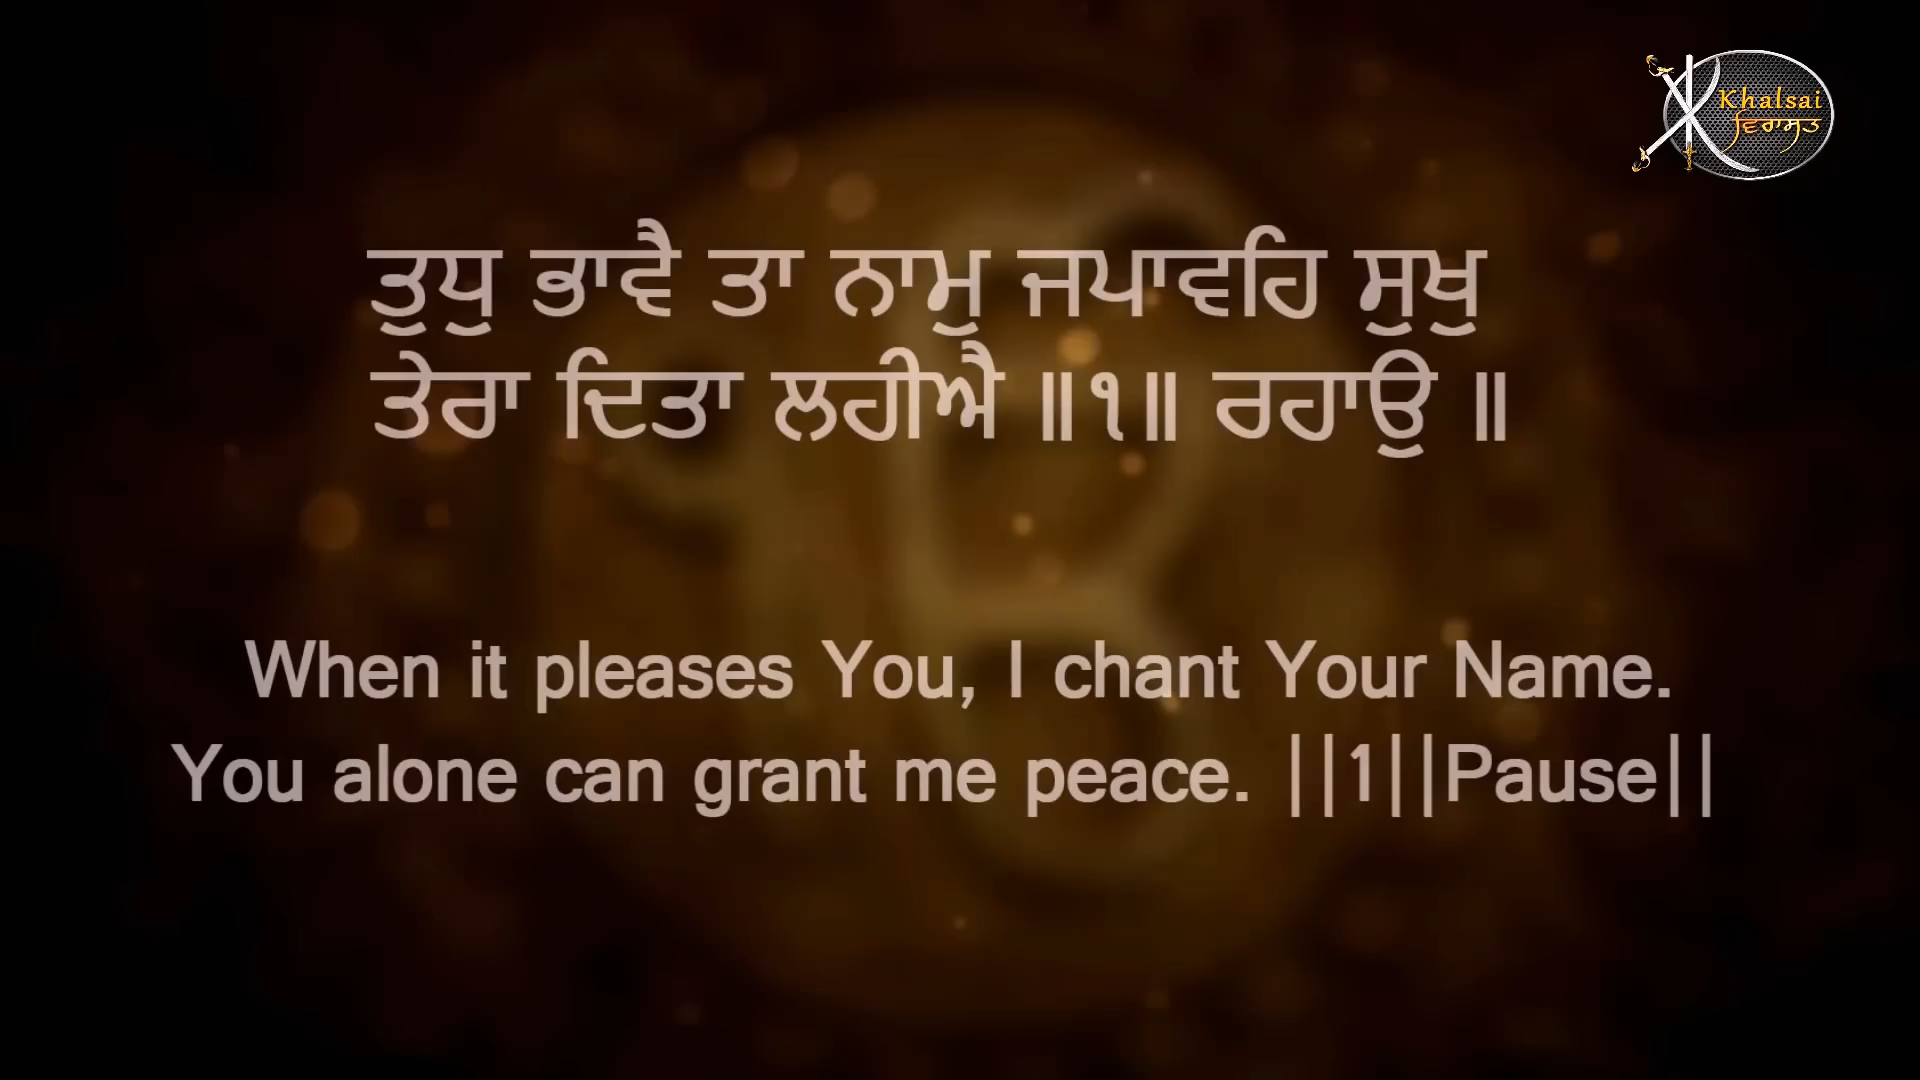 Khalsai
ਵਿਰਾਸਤ
ਤੁਧੁ ਭਾਵੈ ਤਾ ਨਾਮੁ ਜਪਾਵਹਿ ਸੁਖੁ
ਤੇਰਾ ਦਿਤਾ ਲਹੀਐ ॥੧॥ ਰਹਾਉ ॥
When it pleases You, I chant Your Name.
You alone can grant me peace. ||1||Pause||